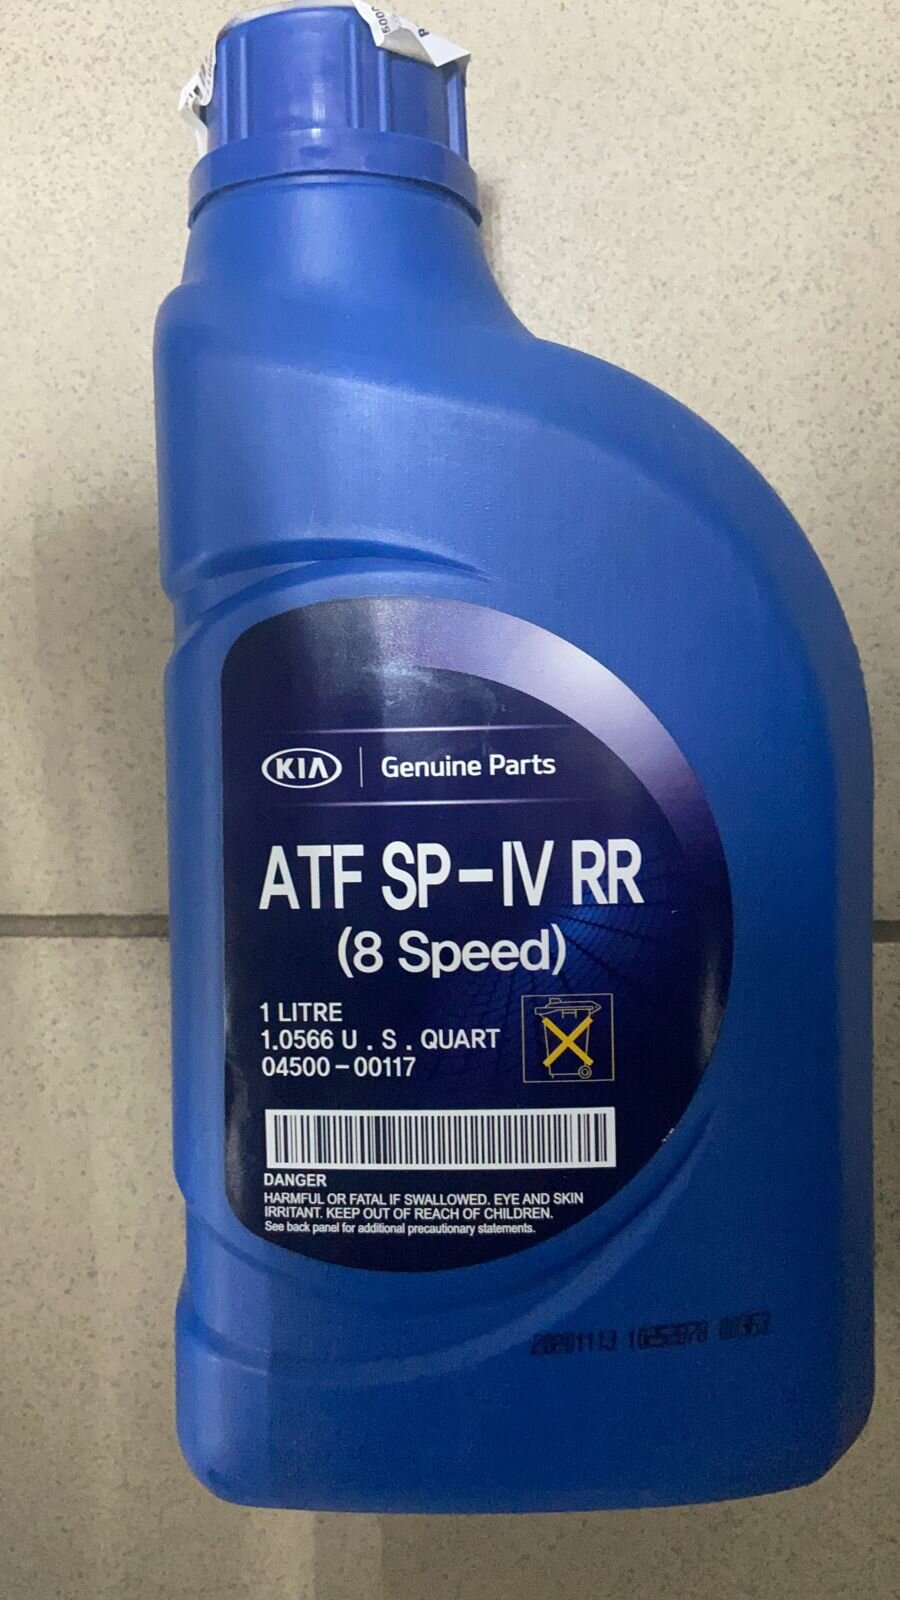 KIA Genuine Parts
ATF SP-IV RR
(8 Speed)
1 LITRE
1.0566 U . S . QUART
04500-00117
DANGER
HARMFUL OR FATAL IF SWALLOWED. EYE AND SKIN
IRRITANT. KEEP OUT OF REACH OF CHILDREN.
See back panel for additional precautionary statements.